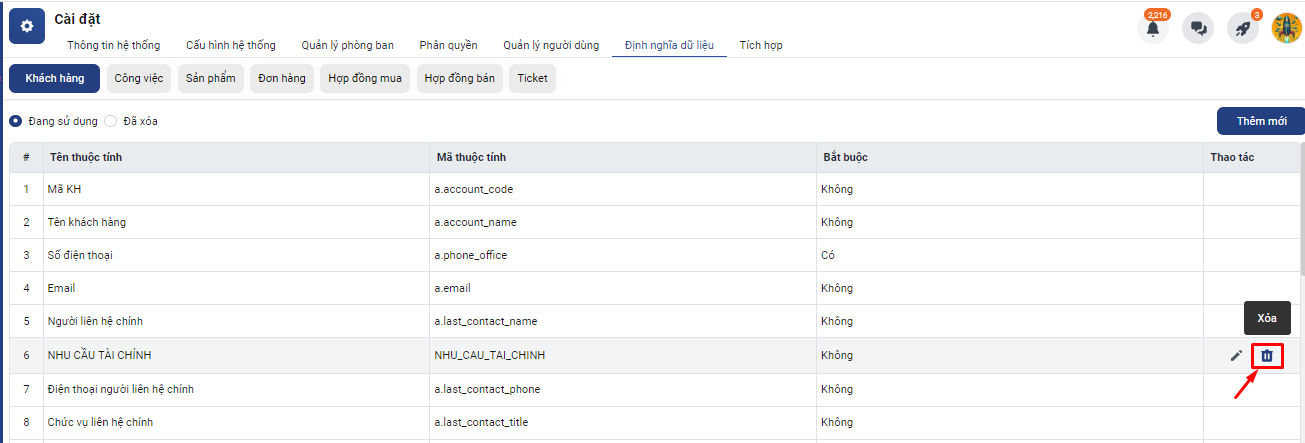 Cài đặt
2,216
3
Thông tin hệ thống Cấu hình hệ thống Quản lý phòng ban Phân quyền Quản lý người dùng Định nghĩa dữ liệu Tích hợp
Khách hàng Công việc Sản phẩm Đơn hàng Hợp đồng mua Hợp đồng bán Ticket
Đang sử dụng Đã xóa Thêm mới
# Tên thuộc tính Mã thuộc tính Bắt buộc Thao tác
1 Mã KH a.account_code Không
2 Tên khách hàng a.account_name Không
3 Số điện thoại a.phone_office Có
4 Email a.email Không
5 Người liên hệ chính a.last_contact_name Không
Xóa
6 NHU CẦU TÀI CHÍNH NHU_CAU_TAI_CHINH Không
7 Điện thoại người liên hệ chính a.last_contact_phone Không
8 Chức vụ liên hệ chính a.last_contact_title Không